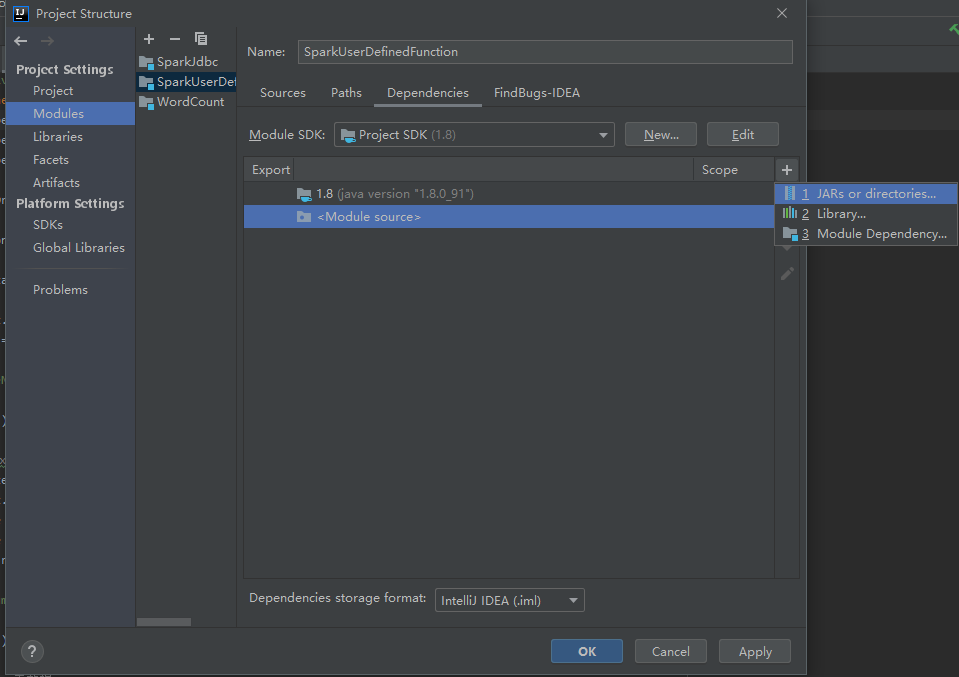 Project Structure
Project Settings
Project
Modules
Libraries
Facets
Artifacts
Platform Settings
SDKs
Global Libraries
Problems
SparkJdbc
SparkUserDef
WordCount
Name: SparkUserDefinedFunction
Sources Paths Dependencies FindBugs-IDEA
Module SDK: Project SDK (1.8) New... Edit
Export Scope
1.8 (java version "1.8.0_91")
<Module source>
1 JARs or directories...
2 Library...
3 Module Dependency...
Dependencies storage format: IntelliJ IDEA (.iml)
? OK Cancel Apply